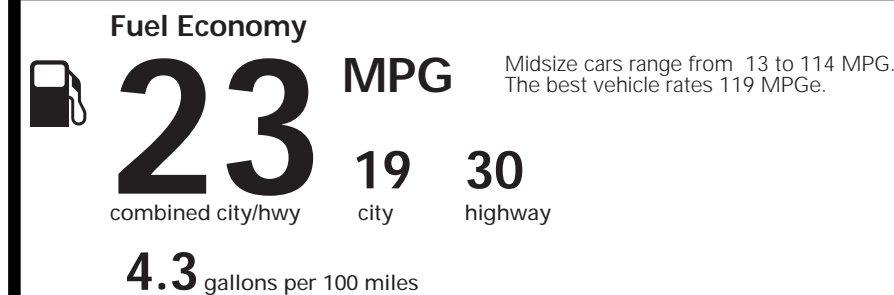 Fuel Economy
23 MPG
Midsize cars range from 13 to 114 MPG.
The best vehicle rates 119 MPGe.
19 30
combined city/hwy city highway
4.3 gallons per 100 miles